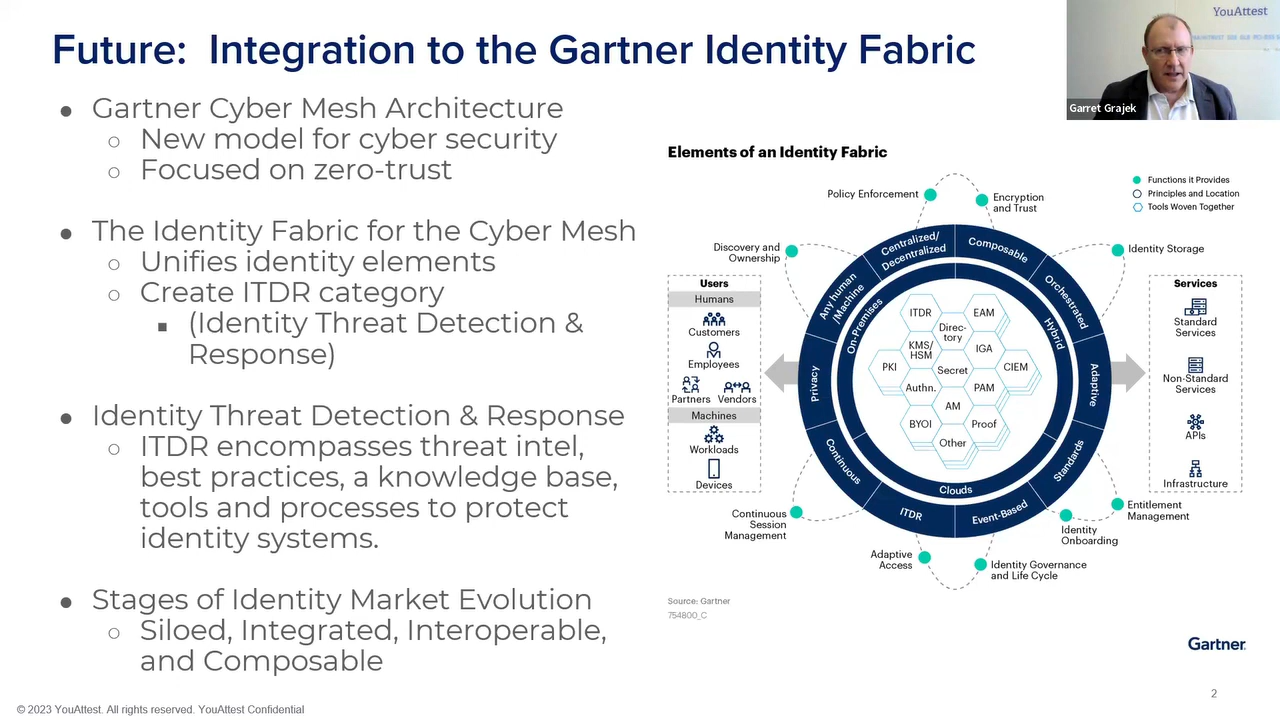 Future: Integration to the Gartner Identity Fabric
● Gartner Cyber Mesh Architecture
○ New model for cyber security
○ Focused on zero-trust
● The Identity Fabric for the Cyber Mesh
○ Unifies identity elements
○ Create ITDR category
■ (Identity Threat Detection &
Response)
● Identity Threat Detection & Response
○ ITDR encompasses threat intel,
best practices, a knowledge base,
tools and processes to protect
identity systems.
● Stages of Identity Market Evolution
○ Siloed, Integrated, Interoperable,
and Composable
© 2023 YouAttest. All rights reserved. YouAttest Confidential
YouAttest
Garret Grajek
Elements of an Identity Fabric
Functions it Provides
Principles and Location
Tools Woven Together
Policy Enforcement
Encryption
and Trust
Discovery and
Ownership
Identity Storage
Users
Humans
Customers
Employees
Partners
Vendors
Machines
Workloads
Devices
Centralized/
Decentralized
Composable
Any human
/Machine
Orchestrated
Privacy
Adaptive
Continuous
Standards
ITDR
Event-Based
On-Premises
Hybrid
Clouds
ITDR
EAM
Direc-
tory
KMS/
HSM
IGA
PKI
Secret
CIEM
Authn.
PAM
AM
BYOI
Proof
Other
Services
Standard
Services
Non-Standard
Services
APIs
Infrastructure
Continuous
Session
Management
Entitlement
Management
Identity
Onboarding
Adaptive
Access
Identity Governance
and Life Cycle
Source: Gartner
754800_C
Gartner
2